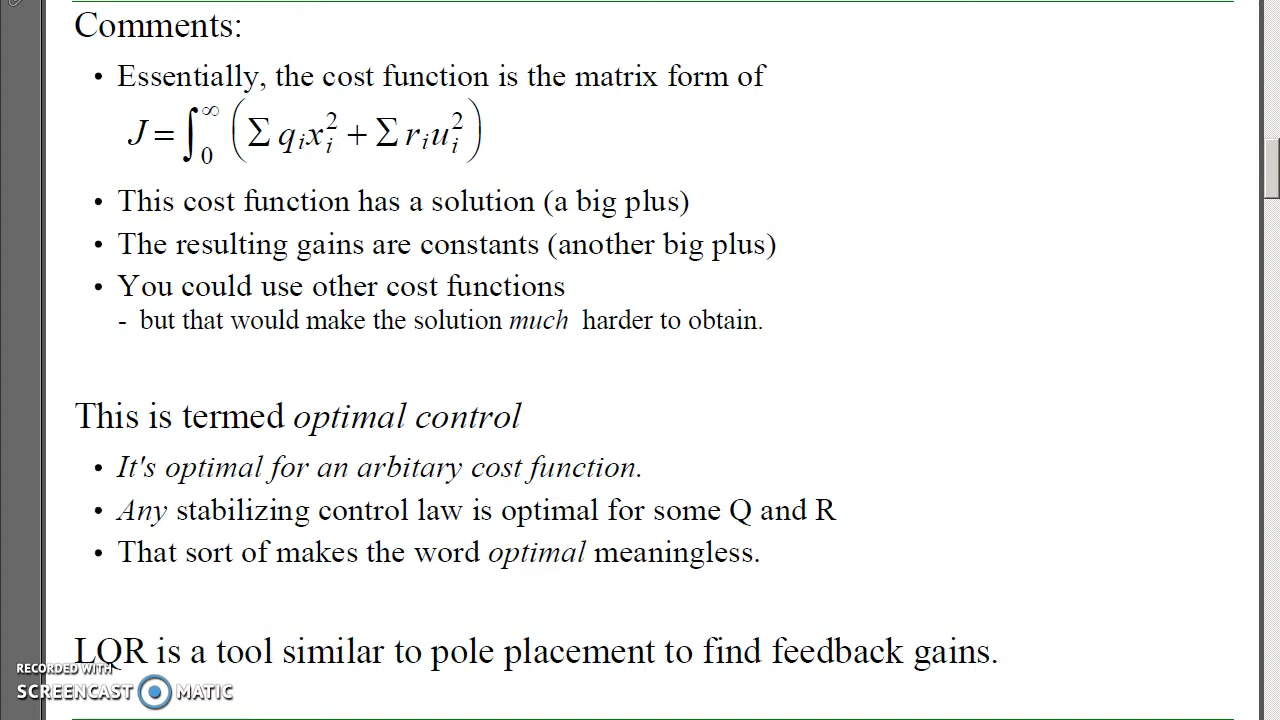 Comments:
• Essentially, the cost function is the matrix form of
J = ∫₀^∞ (Σ qᵢxᵢ² + Σ rᵢuᵢ²)
• This cost function has a solution (a big plus)
• The resulting gains are constants (another big plus)
• You could use other cost functions
- but that would make the solution much harder to obtain.
This is termed optimal control
• It's optimal for an arbitary cost function.
• Any stabilizing control law is optimal for some Q and R
• That sort of makes the word optimal meaningless.
LQR is a tool similar to pole placement to find feedback gains.
RECORDED WITH
SCREENCAST MATIC